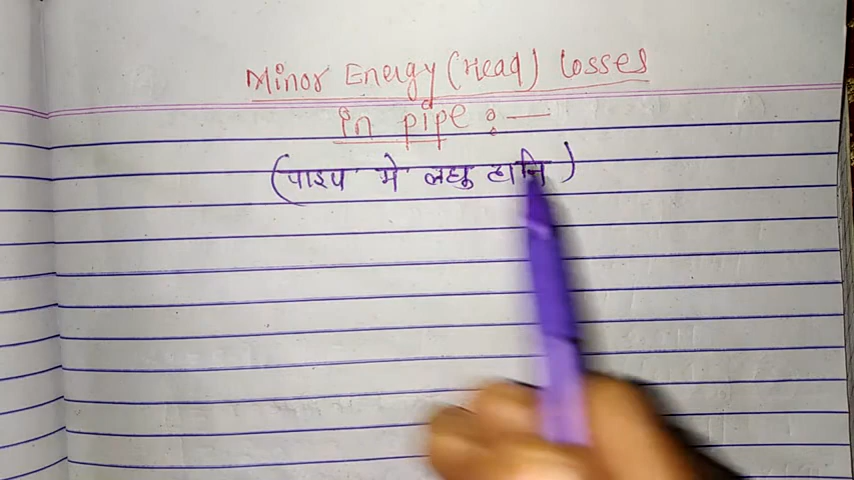 Minor Energy (Head) Losses
in pipe :—
(पाइप मे लघु हानि)